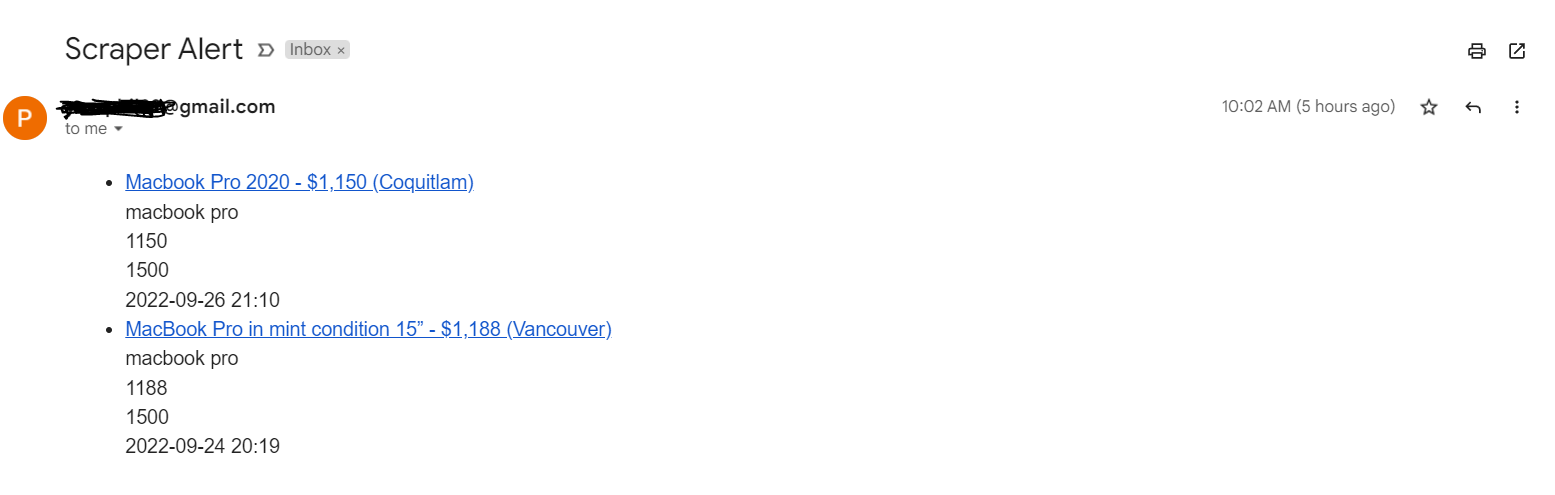 Scraper Alert
Inbox ×
P
@gmail.com
10:02 AM (5 hours ago)
to me
Macbook Pro 2020 - $1,150 (Coquitlam)
macbook pro
1150
1500
2022-09-26 21:10
MacBook Pro in mint condition 15” - $1,188 (Vancouver)
macbook pro
1188
1500
2022-09-24 20:19